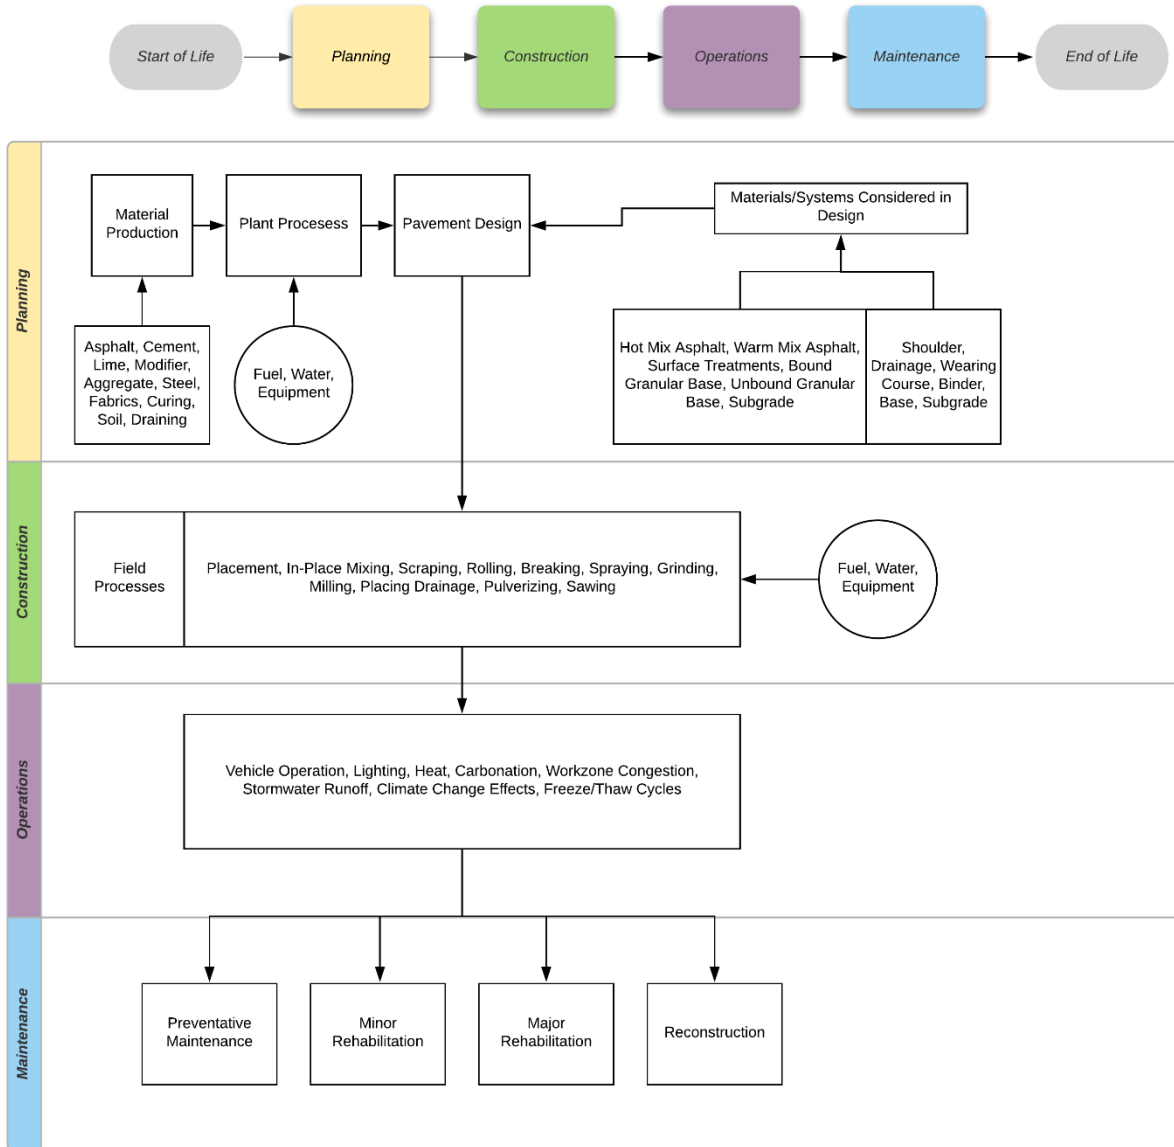 Start of Life
Planning
Construction
Operations
Maintenance
End of Life
Planning
Material
Production
Plant Procesess
Pavement Design
Materials/Systems Considered in
Design
Asphalt, Cement,
Lime, Modifier,
Aggregate, Steel,
Fabrics, Curing,
Soil, Draining
Fuel, Water,
Equipment
Hot Mix Asphalt, Warm Mix Asphalt,
Surface Treatments, Bound
Granular Base, Unbound Granular
Base, Subgrade
Shoulder,
Drainage, Wearing
Course, Binder,
Base, Subgrade
Construction
Field
Processes
Placement, In-Place Mixing, Scraping, Rolling, Breaking, Spraying, Grinding,
Milling, Placing Drainage, Pulverizing, Sawing
Fuel, Water,
Equipment
Operations
Vehicle Operation, Lighting, Heat, Carbonation, Workzone Congestion,
Stormwater Runoff, Climate Change Effects, Freeze/Thaw Cycles
Maintenance
Preventative
Maintenance
Minor
Rehabilitation
Major
Rehabilitation
Reconstruction